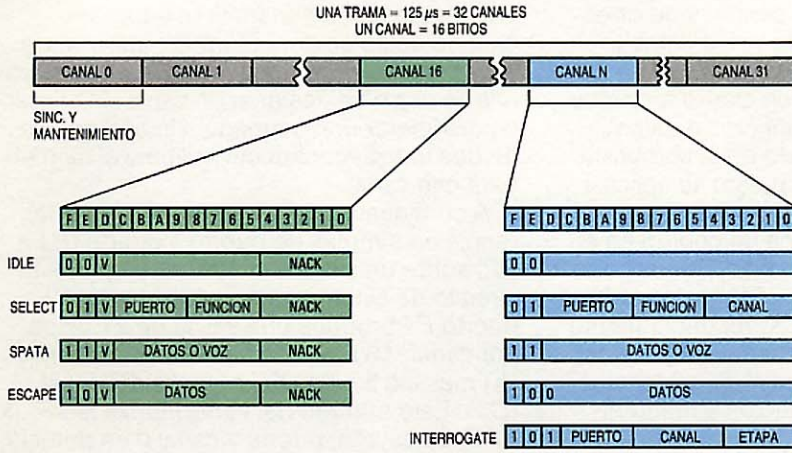 UNA TRAMA = 125 µs = 32 CANALES
UN CANAL = 16 BITIOS
CANAL 0 CANAL 1 CANAL 16 CANAL N CANAL 31
SINC. Y
MANTENIMIENTO
F E D C B A 9 8 7 6 5 4 3 2 1 0 F E D C B A 9 8 7 6 5 4 3 2 1 0
IDLE 0 0 V NACK 0 0
SELECT 0 1 V PUERTO FUNCION NACK 0 1 PUERTO FUNCION CANAL
SPATA 1 1 V DATOS O VOZ NACK 1 1 DATOS O VOZ
ESCAPE 1 0 V DATOS NACK 1 0 0 DATOS
INTERROGATE 1 0 1 PUERTO CANAL ETAPA